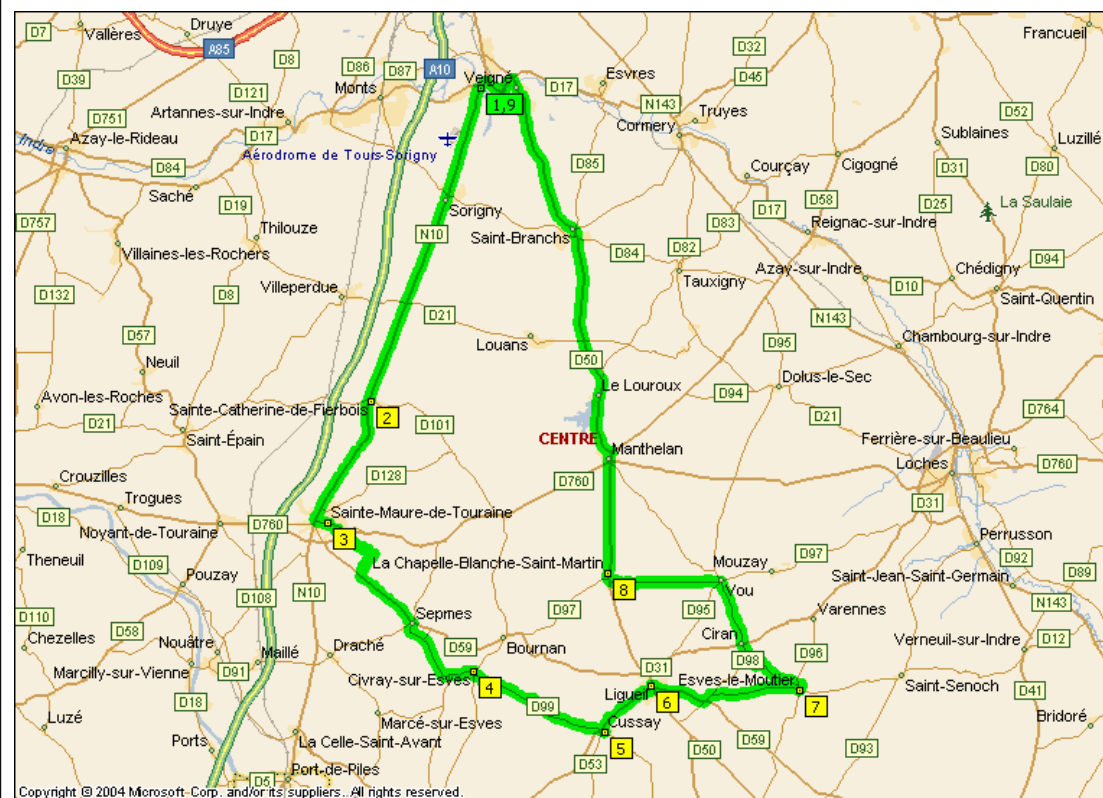 Druye
D7
Vallères
Francueil
A85
D32
D8
D86
D87
A10
Veigné
Esvres
D39
D45
D17
Monts
D121
1,9
N143
Truyes
D52
Artannes-sur-Indre
D751
D17
Cormery
Sublaines
Luzillé
Indre
Azay-le-Rideau
Aérodrome de Tours-Sorigny
D85
Cigogné
D31
D80
D84
Courçay
Saché
D58
Sorigny
D19
D17
D25
La Saulaie
D757
D83
Reignac-sur-Indre
Thilouze
N10
Saint-Branchs
D82
Villaines-les-Rochers
D84
D94
Azay-sur-Indre
Chédigny
Tauxigny
D10
D132
D8
Villeperdue
Saint-Quentin
D21
N143
D57
Louans
Chambourg-sur-Indre
D95
Neuil
D50
Le Louroux
Dolus-le-Sec
D94
Avon-les-Roches
Sainte-Catherine-de-Fierbois
2
D21
D764
D21
D101
Saint-Épain
CENTRE
Ferrière-sur-Beaulieu
Manthelan
D760
Crouzilles
D128
D760
Loches
Trogues
D31
Sainte-Maure-de-Touraine
D18
D760
Noyant-de-Touraine
3
Perrusson
Theneuil
D109
La Chapelle-Blanche-Saint-Martin
Mouzay
D97
D92
D89
Pouzay
Saint-Jean-Saint-Germain
8
Vou
N10
D108
N143
D110
Sepmes
D97
D95
Varennes
D58
Chezelles
Ciran
Nouâtre
Draché
D59
Bournan
Verneuil-sur-Indre
D12
D96
D98
Maillé
D91
Marcilly-sur-Vienne
Civray-sur-Esves
D31
Esves-le-Moutier
Saint-Senoch
4
Ligueil
6
7
D41
D18
D99
Marcé-sur-Esves
Cussay
Luzé
Bridoré
La Celle-Saint-Avant
5
D59
Ports
D50
D93
D53
Port-de-Piles
D5
Copyright © 2004 Microsoft Corp. and/or its suppliers. All rights reserved.